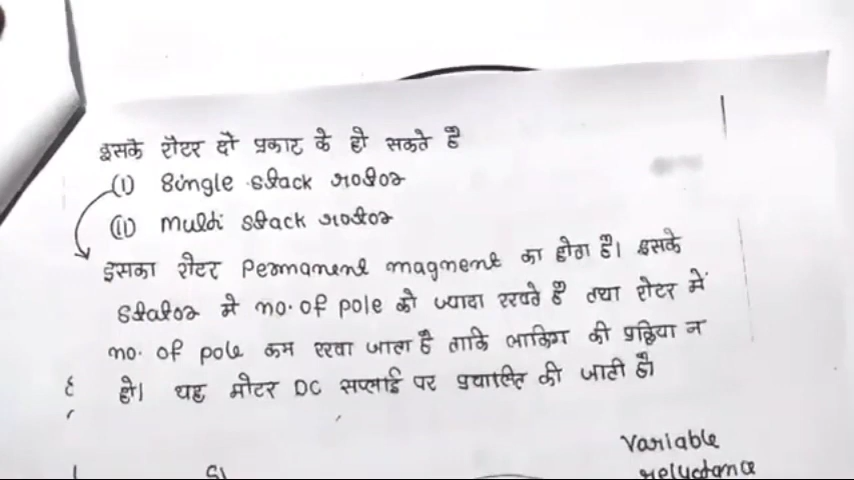 इसके रोटर दो प्रकार के हो सकते है
(I) Single stack rotor
(II) multi stack rotor
इसका रोटर Permanent magment का होता है। इसके
Stator मे no. of pole को ज्यादा रखते है तथा रोटर में
no. of pole कम रखा जाता है ताकि लाकिंग की प्रक्रिया न
हो। यह मोटर DC सप्लाई पर प्रचालित की जाती है।
Variable
reluctance